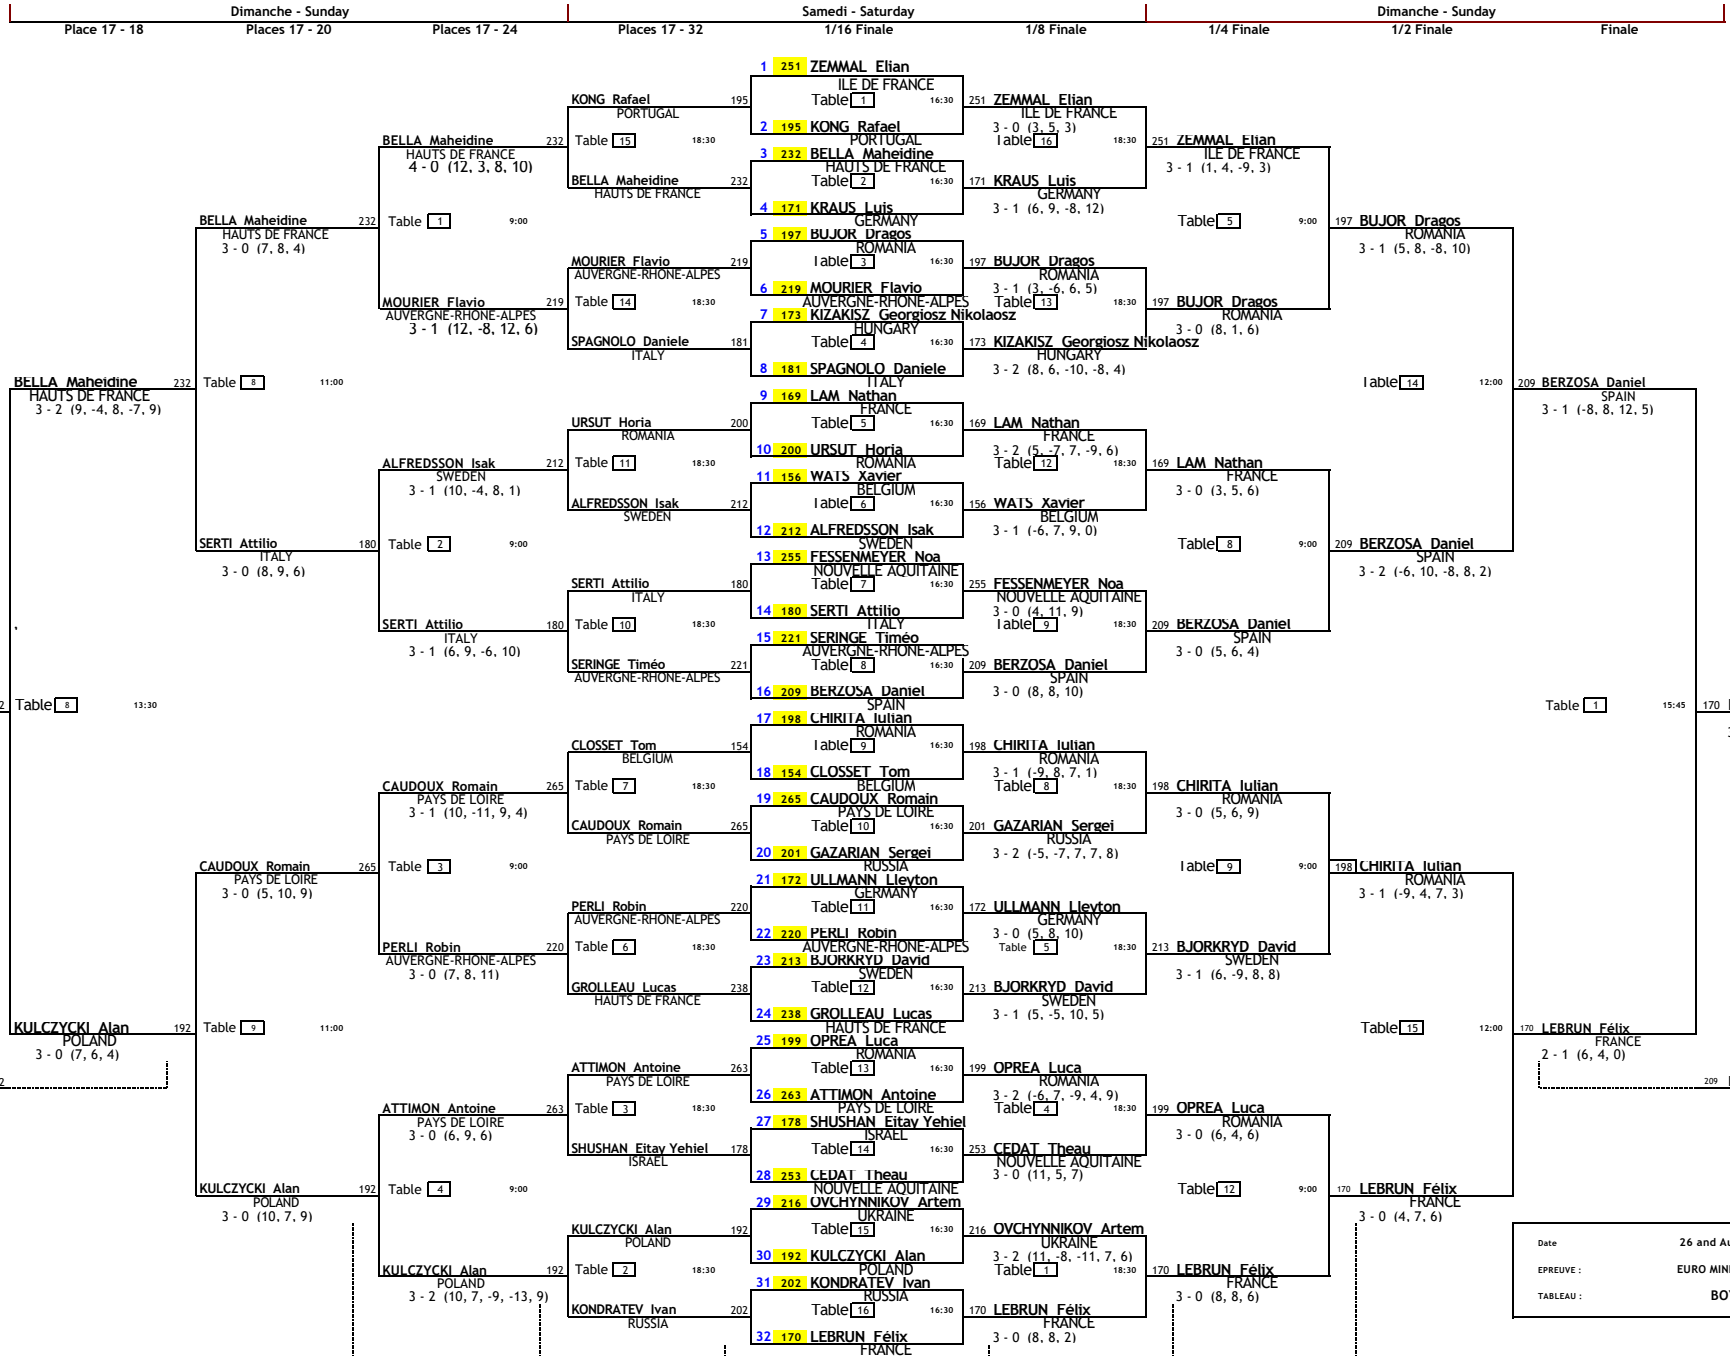 Dimanche - Sunday
Samedi - Saturday
Dimanche - Sunday
Place 17 - 18
Places 17 - 20
Places 17 - 24
Places 17 - 32
1/16 Finale
1/8 Finale
1/4 Finale
1/2 Finale
Finale
BELLA Maheidine 232
HAUTS DE FRANCE
3 - 2 (9, -4, 8, -7, 9)
Table 8 13:30
KULCZYCKI Alan 192
POLAND
3 - 0 (7, 6, 4)
BELLA Maheidine 232
HAUTS DE FRANCE
3 - 0 (7, 8, 4)
Table 8 11:00
SERTI Attilio 180
ITALY
3 - 0 (8, 9, 6)
CAUDOUX Romain 265
PAYS DE LOIRE
3 - 0 (5, 10, 9)
Table 9 11:00
KULCZYCKI Alan 192
POLAND
3 - 0 (10, 7, 9)
BELLA Maheidine 232
HAUTS DE FRANCE
4 - 0 (12, 3, 8, 10)
Table 1 9:00
MOURIER Flavio 219
AUVERGNE-RHONE-ALPES
3 - 1 (12, -8, 12, 6)
ALFREDSSON Isak 212
SWEDEN
3 - 1 (10, -4, 8, 1)
Table 2 9:00
SERTI Attilio 180
ITALY
3 - 1 (6, 9, -6, 10)
CAUDOUX Romain 265
PAYS DE LOIRE
3 - 1 (10, -11, 9, 4)
Table 3 9:00
PERLI Robin 220
AUVERGNE-RHONE-ALPES
3 - 0 (7, 8, 11)
ATTIMON Antoine 263
PAYS DE LOIRE
3 - 0 (6, 9, 6)
Table 4 9:00
KULCZYCKI Alan 192
POLAND
3 - 2 (10, 7, -9, -13, 9)
KONG Rafael 195
PORTUGAL
Table 15 18:30
BELLA Maheidine 232
HAUTS DE FRANCE
MOURIER Flavio 219
AUVERGNE-RHONE-ALPES
Table 14 18:30
SPAGNOLO Daniele 181
ITALY
URSUT Horia 200
ROMANIA
Table 11 18:30
ALFREDSSON Isak 212
SWEDEN
SERTI Attilio 180
ITALY
Table 10 18:30
SERINGE Timéo 221
AUVERGNE-RHONE-ALPES
CLOSSET Tom 154
BELGIUM
Table 7 18:30
CAUDOUX Romain 265
PAYS DE LOIRE
PERLI Robin 220
AUVERGNE-RHONE-ALPES
Table 6 18:30
GROLLEAU Lucas 238
HAUTS DE FRANCE
ATTIMON Antoine 263
PAYS DE LOIRE
Table 3 18:30
SHUSHAN Eitay Yehiel 178
ISRAEL
KULCZYCKI Alan 192
POLAND
Table 2 18:30
KONDRATEV Ivan 202
RUSSIA
1 251 ZEMMAL Elian
ILE DE FRANCE
Table 1 16:30
2 195 KONG Rafael
PORTUGAL
3 232 BELLA Maheidine
HAUTS DE FRANCE
Table 2 16:30
4 171 KRAUS Luis
GERMANY
5 197 BUJOR Dragos
ROMANIA
Table 3 16:30
6 219 MOURIER Flavio
AUVERGNE-RHONE-ALPES
7 173 KIZAKISZ Georgiosz Nikolaosz
HUNGARY
Table 4 16:30
8 181 SPAGNOLO Daniele
ITALY
9 169 LAM Nathan
FRANCE
Table 5 16:30
10 200 URSUT Horia
ROMANIA
11 156 WATS Xavier
BELGIUM
Table 6 16:30
12 212 ALFREDSSON Isak
SWEDEN
13 255 FESSENMEYER Noa
NOUVELLE AQUITAINE
Table 7 16:30
14 180 SERTI Attilio
ITALY
15 221 SERINGE Timéo
AUVERGNE-RHONE-ALPES
Table 8 16:30
16 209 BERZOSA Daniel
SPAIN
17 198 CHIRITA Iulian
ROMANIA
Table 9 16:30
18 154 CLOSSET Tom
BELGIUM
19 265 CAUDOUX Romain
PAYS DE LOIRE
Table 10 16:30
20 201 GAZARIAN Sergei
RUSSIA
21 172 ULLMANN Lleyton
GERMANY
Table 11 16:30
22 220 PERLI Robin
AUVERGNE-RHONE-ALPES
23 213 BJORKRYD David
SWEDEN
Table 12 16:30
24 238 GROLLEAU Lucas
HAUTS DE FRANCE
25 199 OPREA Luca
ROMANIA
Table 13 16:30
26 263 ATTIMON Antoine
PAYS DE LOIRE
27 178 SHUSHAN Eitay Yehiel
ISRAEL
Table 14 16:30
28 253 CEDAT Theau
NOUVELLE AQUITAINE
29 216 OVCHYNNIKOV Artem
UKRAINE
Table 15 16:30
30 192 KULCZYCKI Alan
POLAND
31 202 KONDRATEV Ivan
RUSSIA
Table 16 16:30
32 170 LEBRUN Félix
FRANCE
251 ZEMMAL Elian
ILE DE FRANCE
3 - 0 (3, 5, 3)
Table 16 18:30
171 KRAUS Luis
GERMANY
3 - 1 (6, 9, -8, 12)
197 BUJOR Dragos
ROMANIA
3 - 1 (3, -6, 6, 5)
Table 13 18:30
173 KIZAKISZ Georgiosz Nikolaosz
HUNGARY
3 - 2 (8, 6, -10, -8, 4)
169 LAM Nathan
FRANCE
3 - 2 (5, -7, 7, -9, 6)
Table 12 18:30
156 WATS Xavier
BELGIUM
3 - 1 (-6, 7, 9, 0)
255 FESSENMEYER Noa
NOUVELLE AQUITAINE
3 - 0 (4, 11, 9)
Table 9 18:30
209 BERZOSA Daniel
SPAIN
3 - 0 (8, 8, 10)
198 CHIRITA Iulian
ROMANIA
3 - 1 (-9, 8, 7, 1)
Table 8 18:30
201 GAZARIAN Sergei
RUSSIA
3 - 2 (-5, -7, 7, 7, 8)
172 ULLMANN Lleyton
GERMANY
3 - 0 (5, 8, 10)
Table 5 18:30
213 BJORKRYD David
SWEDEN
3 - 1 (5, -5, 10, 5)
199 OPREA Luca
ROMANIA
3 - 2 (-6, 7, -9, 4, 9)
Table 4 18:30
253 CEDAT Theau
NOUVELLE AQUITAINE
3 - 0 (11, 5, 7)
216 OVCHYNNIKOV Artem
UKRAINE
3 - 2 (11, -8, -11, 7, 6)
Table 1 18:30
170 LEBRUN Félix
FRANCE
3 - 0 (8, 8, 2)
251 ZEMMAL Elian
ILE DE FRANCE
3 - 1 (1, 4, -9, 3)
Table 5 9:00
197 BUJOR Dragos
ROMANIA
3 - 0 (8, 1, 6)
169 LAM Nathan
FRANCE
3 - 0 (3, 5, 6)
Table 8 9:00
209 BERZOSA Daniel
SPAIN
3 - 0 (5, 6, 4)
198 CHIRITA Iulian
ROMANIA
3 - 0 (5, 6, 9)
Table 9 9:00
213 BJORKRYD David
SWEDEN
3 - 1 (6, -9, 8, 8)
199 OPREA Luca
ROMANIA
3 - 0 (6, 4, 6)
Table 12 9:00
170 LEBRUN Félix
FRANCE
3 - 0 (8, 8, 6)
197 BUJOR Dragos
ROMANIA
3 - 1 (5, 8, -8, 10)
Table 14 12:00
209 BERZOSA Daniel
SPAIN
3 - 2 (-6, 10, -8, 8, 2)
198 CHIRITA Iulian
ROMANIA
3 - 1 (-9, 4, 7, 3)
Table 15 12:00
170 LEBRUN Félix
FRANCE
3 - 0 (4, 7, 6)
209 BERZOSA Daniel
SPAIN
3 - 1 (-8, 8, 12, 5)
Table 1 15:45
170 LEBRUN Félix
FRANCE
2 - 1 (6, 4, 0)
170
209
Date 26 and Au
EPREUVE : EURO MINI
TABLEAU : BOY